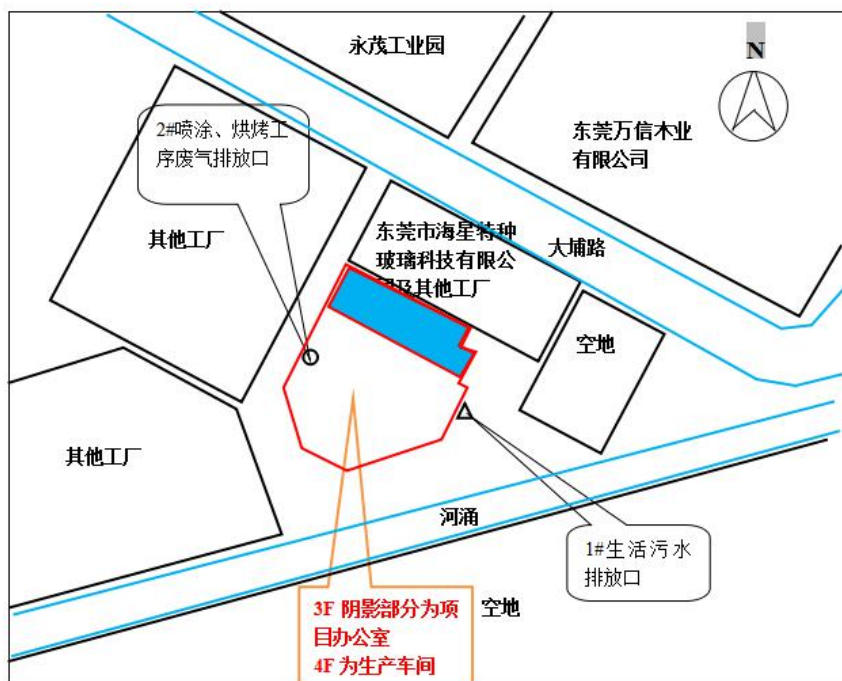 永茂工业园
N
2#喷涂、烘烤工
序废气排放口
东莞万信木业
有限公司
其他工厂
东莞市海星特种
玻璃科技有限公
司及其他工厂
大埔路
空地
其他工厂
河涌
1#生活污水
排放口
3F 阴影部分为项
目办公室
4F 为生产车间
空地